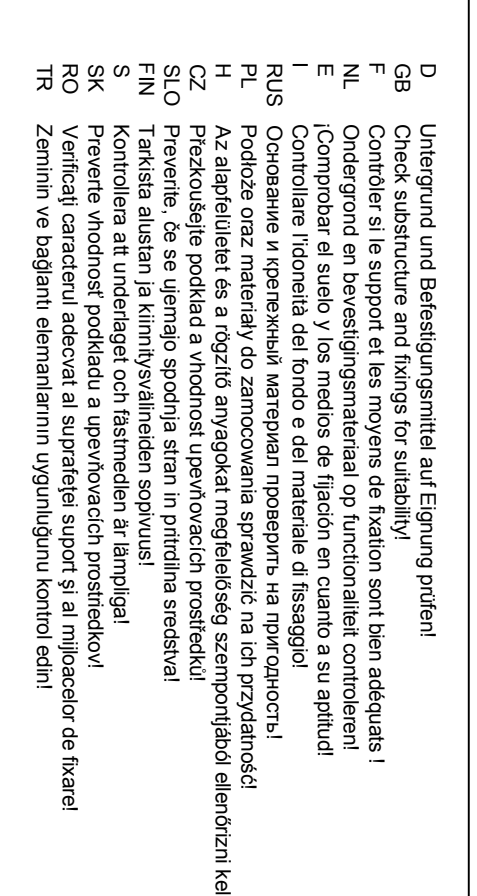 D Untergrund und Befestigungsmittel auf Eignung prüfen!
GB Check substructure and fixings for suitability!
F Contrôler si le support et les moyens de fixation sont bien adéquats !
NL Ondergrond en bevestigingsmateriaal op functionaliteit controleren!
E ¡Comprobar el suelo y los medios de fijación en cuanto a su aptitud!
I Controllare l'idoneità del fondo e del materiale di fissaggio!
RUS Основание и крепежный материал проверить на пригодность!
PL Podłoże oraz materiały do zamocowania sprawdzić na ich przydatność!
H Az alapfelületet és a rögzítő anyagokat megfelelőség szempontjából ellenőrizni kel
CZ Přezkoušejte podklad a vhodnost upevňovacích prostředků!
SLO Preverite, če se ujemajo spodnja stran in pritrdilna sredstva!
FIN Tarkista alustan ja kiinnitysvälineiden sopivuus!
S Kontrollera att underlaget och fästmedlen är lämpliga!
SK Preverte vhodnosť podkladu a upevňovacích prostriedkov!
RO Verificaţi caracterul adecvat al suprafeţei suport şi al mijloacelor de fixare!
TR Zeminin ve bağlantı elemanlarının uygunluğunu kontrol edin!